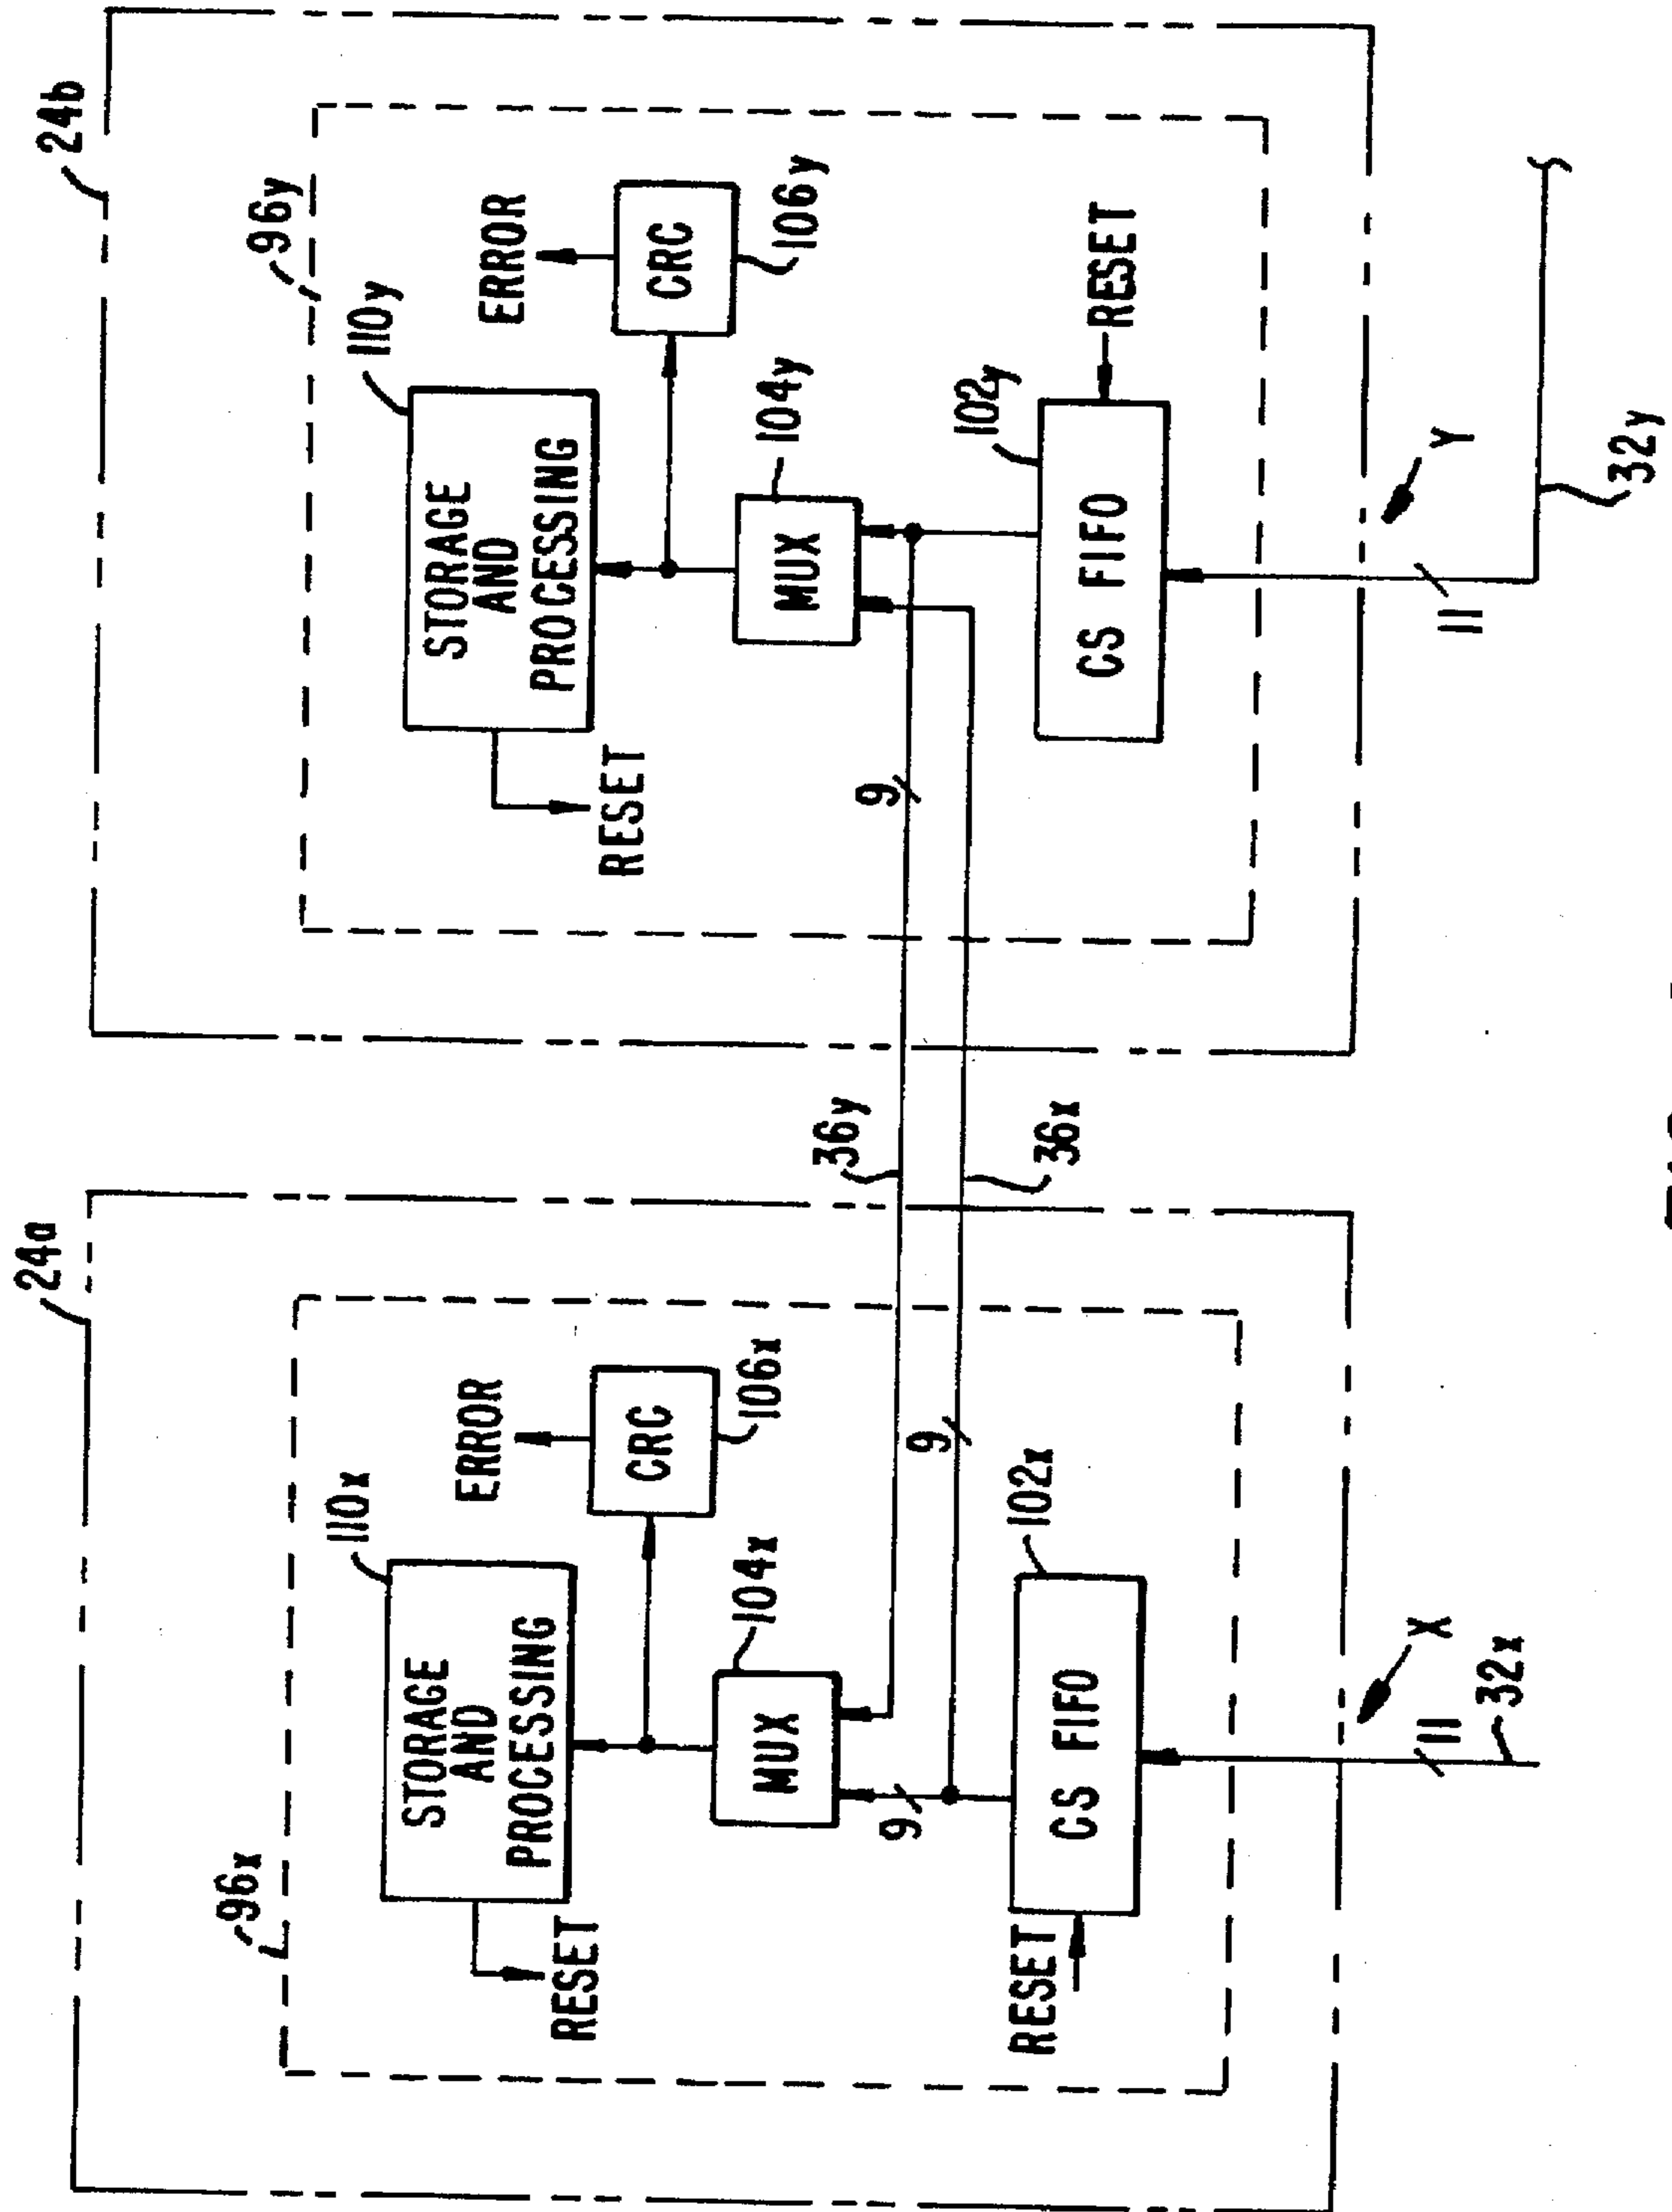 24a
96x
110x
STORAGE
AND
PROCESSING
RESET
ERROR
CRC
106x
MUX
104x
9
9
36y
36x
CS FIFO
102x
RESET
X
11
32x
24b
96y
110y
STORAGE
AND
PROCESSING
RESET
ERROR
CRC
106y
MUX
104y
9
CS FIFO
102y
RESET
Y
11
32y